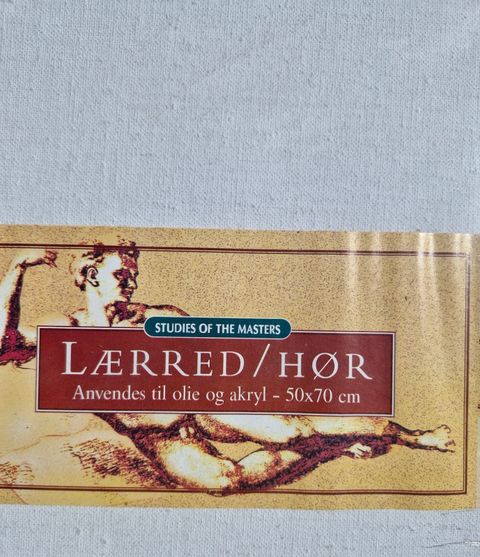 STUDIES OF THE MASTERS
LÆRRED/HØR
Anvendes til olie og akryl - 50x70 cm